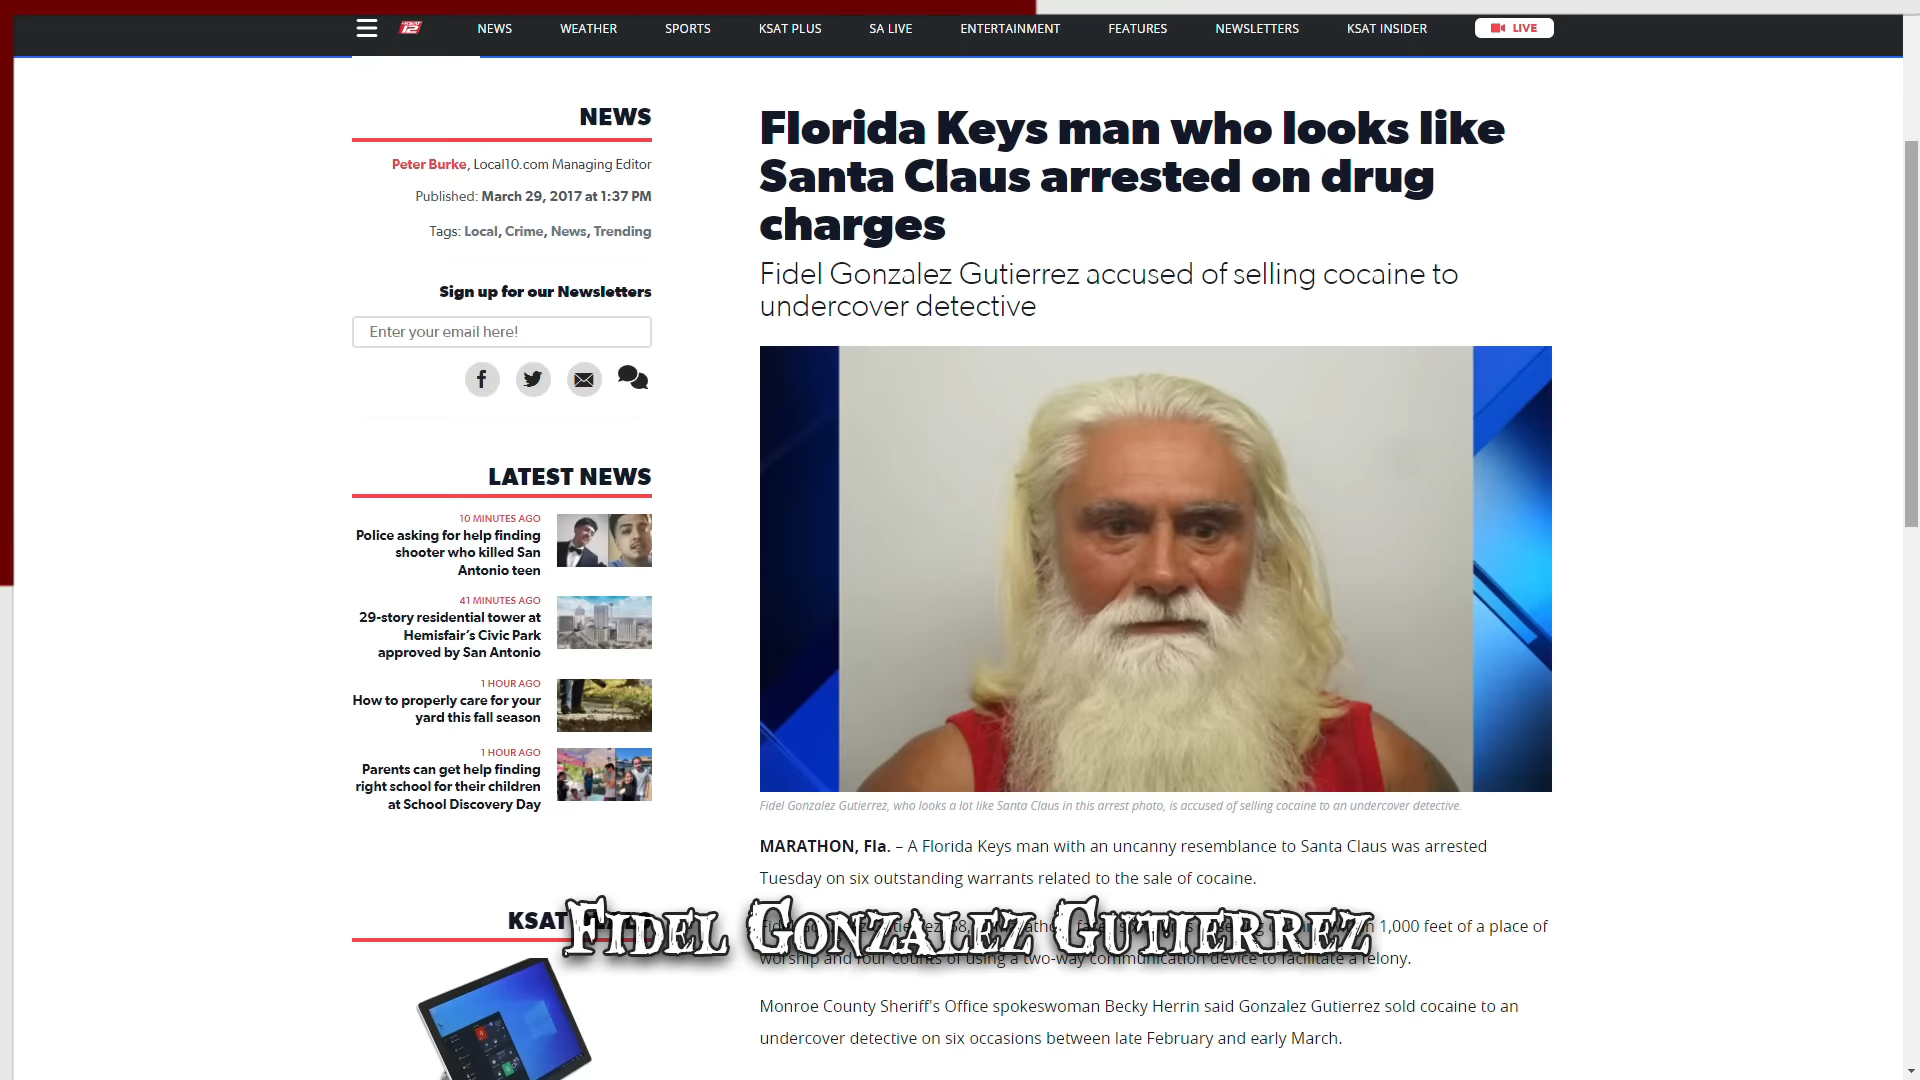 NEWS
WEATHER
SPORTS
KSAT PLUS
SA LIVE
ENTERTAINMENT
FEATURES
NEWSLETTERS
KSAT INSIDER
LIVE
NEWS
Peter Burke, Local10.com Managing Editor
Published: March 29, 2017 at 1:37 PM
Tags: Local, Crime, News, Trending
Sign up for our Newsletters
Enter your email here!
LATEST NEWS
10 MINUTES AGO
Police asking for help finding
shooter who killed San
Antonio teen
41 MINUTES AGO
29-story residential tower at
Hemisfair's Civic Park
approved by San Antonio
1 HOUR AGO
How to properly care for your
yard this fall season
1 HOUR AGO
Parents can get help finding
right school for their children
at School Discovery Day
KSAT
Florida Keys man who looks like
Santa Claus arrested on drug
charges
Fidel Gonzalez Gutierrez accused of selling cocaine to
undercover detective
Fidel Gonzalez Gutierrez, who looks a lot like Santa Claus in this arrest photo, is accused of selling cocaine to an undercover detective.
MARATHON, Fla. – A Florida Keys man with an uncanny resemblance to Santa Claus was arrested
Tuesday on six outstanding warrants related to the sale of cocaine.
1,000 feet of a place of
worship and four counts of using a two-way communication device to facilitate a felony.
FIDEL GONZALEZ GUTIERREZ
Monroe County Sheriff's Office spokeswoman Becky Herrin said Gonzalez Gutierrez sold cocaine to an
undercover detective on six occasions between late February and early March.